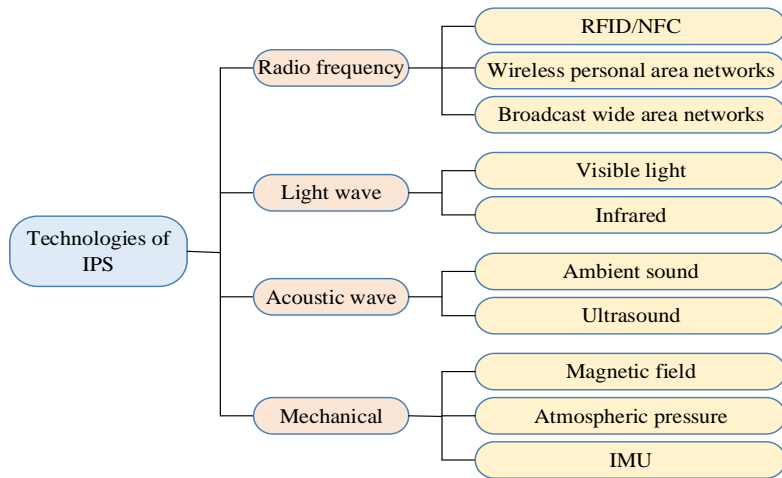 Technologies of
IPS
Radio frequency
RFID/NFC
Wireless personal area networks
Broadcast wide area networks
Light wave
Visible light
Infrared
Acoustic wave
Ambient sound
Ultrasound
Mechanical
Magnetic field
Atmospheric pressure
IMU